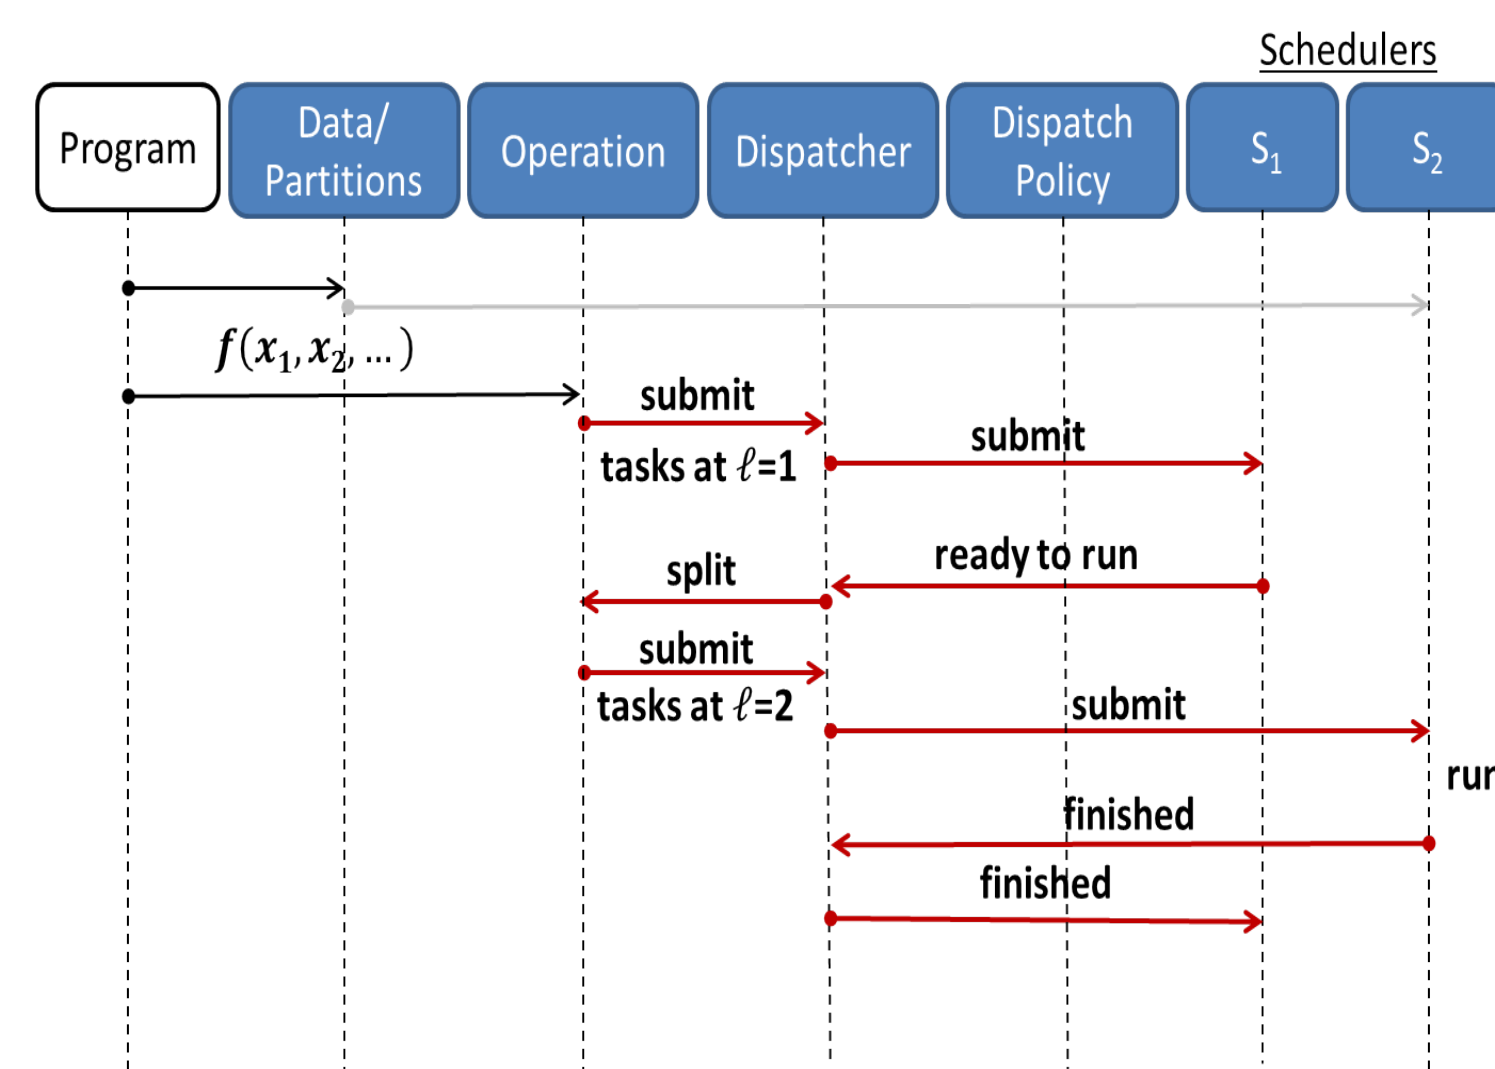 Schedulers
Program
Data/
Partitions
Operation
Dispatcher
Dispatch
Policy
S₁
S₂
f(x₁, x₂, ...)
submit
tasks at ℓ=1
submit
ready to run
split
submit
tasks at ℓ=2
submit
finished
finished